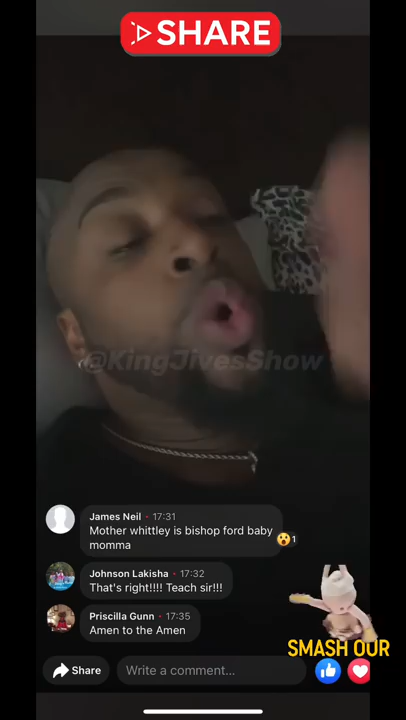 SHARE
@KingJivesShow
James Neil • 17:31
Mother whittley is bishop ford baby
momma
1
Johnson Lakisha • 17:32
That's right!!!! Teach sir!!!
Priscilla Gunn • 17:35
Amen to the Amen
SMASH OUR
Share
Write a comment...